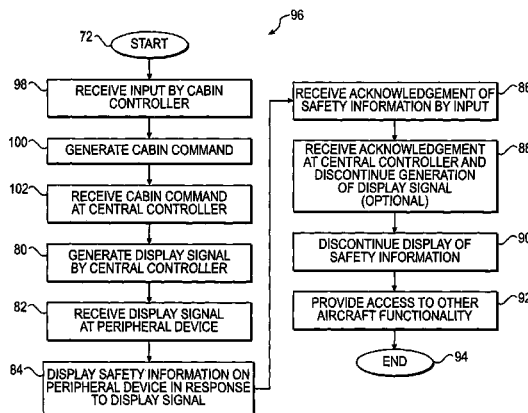 96
72
START
98
RECEIVE INPUT BY CABIN
CONTROLLER
100
GENERATE CABIN COMMAND
102
RECEIVE CABIN COMMAND
AT CENTRAL CONTROLLER
80
GENERATE DISPLAY SIGNAL
BY CENTRAL CONTROLLER
82
RECEIVE DISPLAY SIGNAL
AT PERIPHERAL DEVICE
84
DISPLAY SAFETY INFORMATION ON
PERIPHERAL DEVICE IN RESPONSE
TO DISPLAY SIGNAL
86
RECEIVE ACKNOWLEDGEMENT OF
SAFETY INFORMATION BY INPUT
88
RECEIVE ACKNOWLEDGEMENT
AT CENTRAL CONTROLLER AND
DISCONTINUE GENERATION
OF DISPLAY SIGNAL
(OPTIONAL)
90
DISCONTINUE DISPLAY OF
SAFETY INFORMATION
92
PROVIDE ACCESS TO OTHER
AIRCRAFT FUNCTIONALITY
END
94